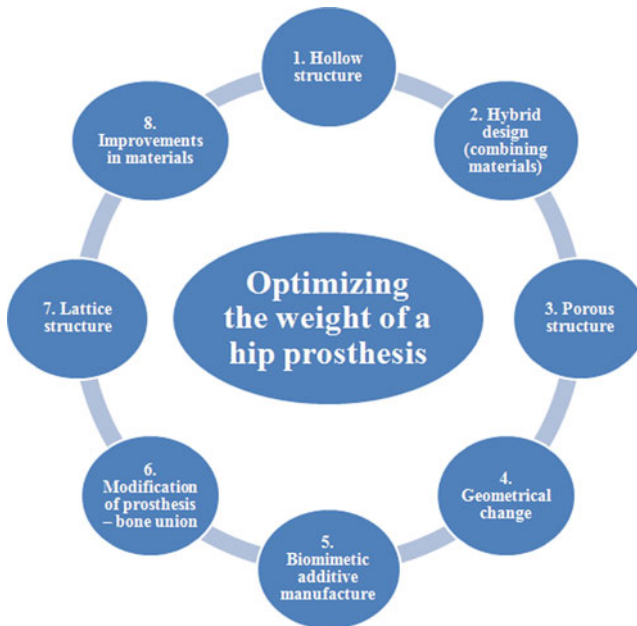 1. Hollow
structure
2. Hybrid
design
(combining
materials)
3. Porous
structure
4.
Geometrical
change
5.
Biomimetic
additive
manufacture
6.
Modification
of prosthesis
– bone union
7. Lattice
structure
8.
Improvements
in materials
Optimizing
the weight of a
hip prosthesis